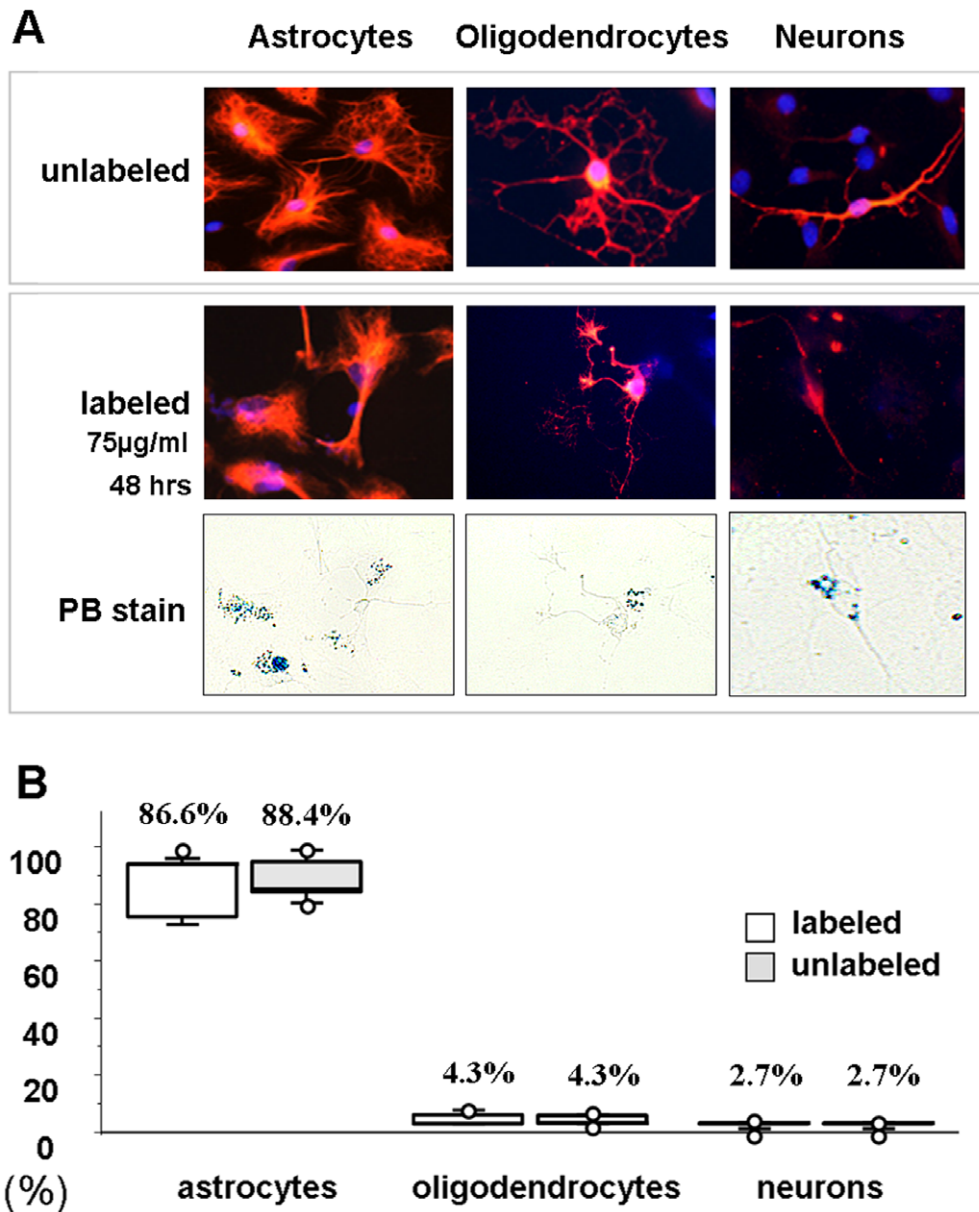 A
Astrocytes Oligodendrocytes Neurons
unlabeled
labeled
75µg/ml
48 hrs
PB stain
B
86.6% 88.4%
100
80
60
40
20
0
(%)
labeled
unlabeled
4.3% 4.3% 2.7% 2.7%
astrocytes oligodendrocytes neurons